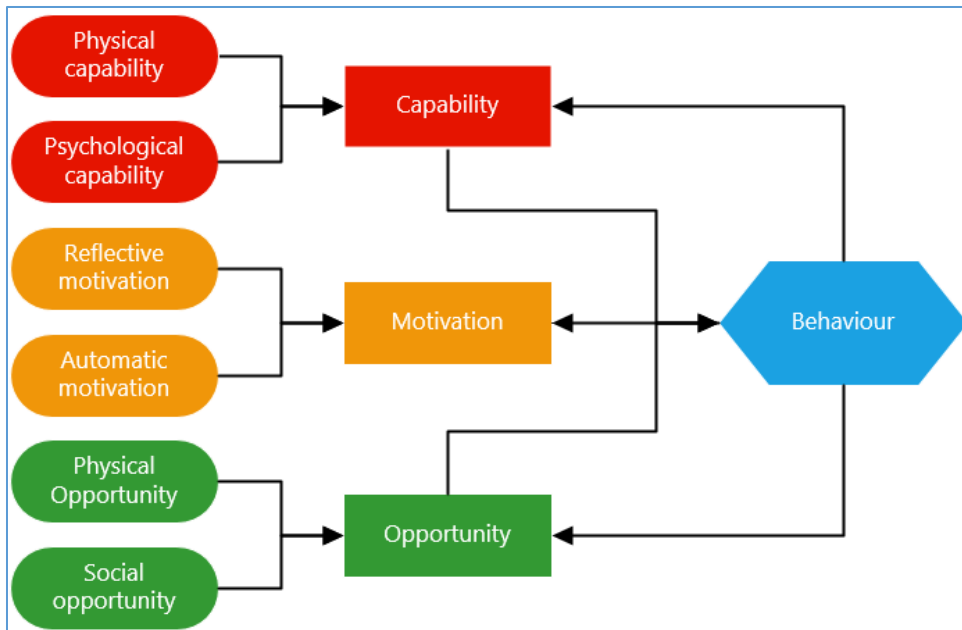 Physical
capability
Capability
Psychological
capability
Reflective
motivation
Motivation
Behaviour
Automatic
motivation
Physical
Opportunity
Opportunity
Social
opportunity